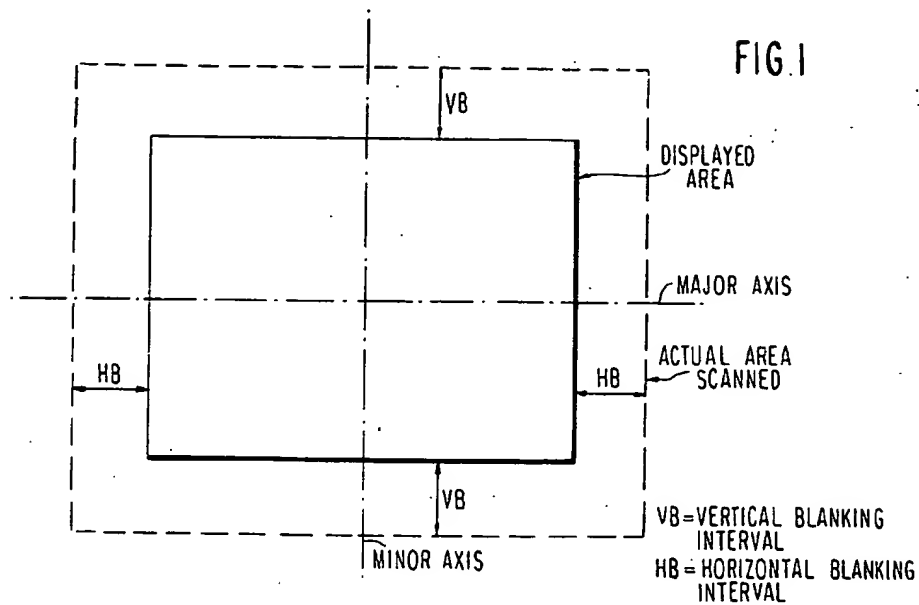 FIG.1
VB
DISPLAYED
AREA
MAJOR AXIS
ACTUAL AREA
SCANNED
HB
HB
VB
MINOR AXIS
VB=VERTICAL BLANKING
INTERVAL
HB=HORIZONTAL BLANKING
INTERVAL